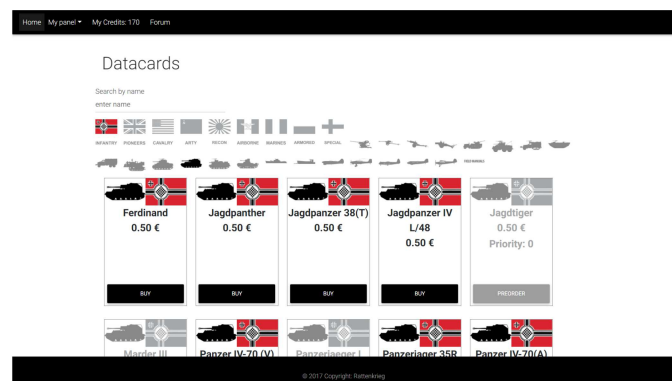 Home My panel My Credits: 170 Forum
Datacards
Search by name
enter name
INFANTRY PIONEERS CAVALRY ARTY RECON AIRBORNE MARINES ARMORED SPECIAL
Ferdinand Jagdpanther Jagdpanzer 38(T) Jagdpanzer IV Jagdtiger
0.50 € 0.50 € 0.50 € L/48 0.50 €
0.50 € Priority: 0
BUY BUY BUY BUY PREORDER
Marder III Panzer IV-70 (V) Panzerjaeger I Panzerjager 35R Panzer IV-70(A)
© 2017 Copyright: Rattenkrieg